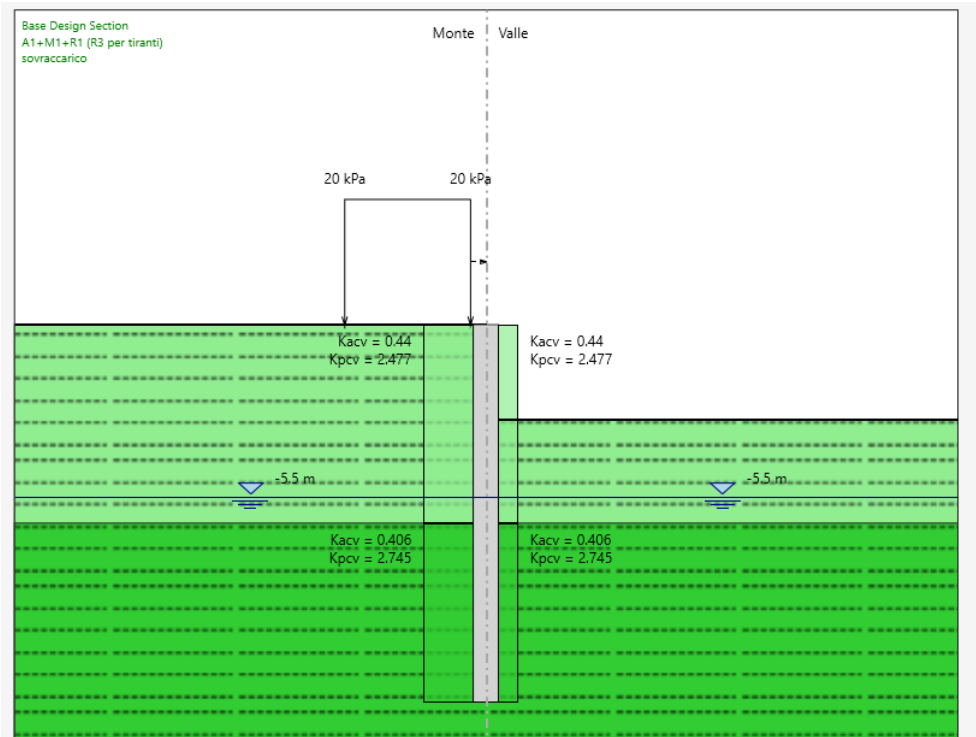 Base Design Section
A1+M1+R1 (R3 per tiranti)
sovraccarico
Monte
Valle
20 kPa
20 kPa
Kacv = 0.44
Kpcv = 2.477
Kacv = 0.44
Kpcv = 2.477
-5.5 m
-5.5 m
Kacv = 0.406
Kpcv = 2.745
Kacv = 0.406
Kpcv = 2.745